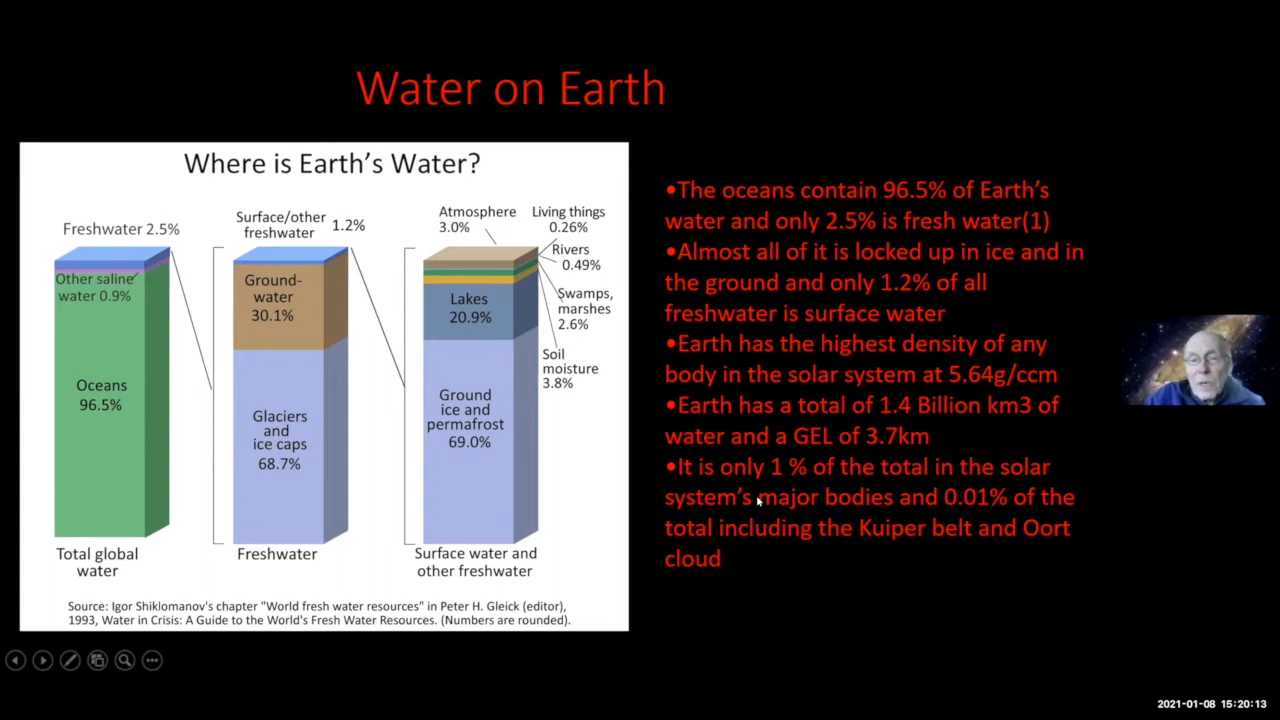 Water on Earth
Where is Earth's Water?
Freshwater 2.5%
Other saline
water 0.9%
Oceans
96.5%
Total global
water
Surface/other
freshwater
1.2%
Ground-
water
30.1%
Glaciers
and
ice caps
68.7%
Freshwater
Atmosphere
3.0%
Living things
0.26%
Rivers
0.49%
Swamps,
marshes
2.6%
Soil
moisture
3.8%
Lakes
20.9%
Ground
ice and
permafrost
69.0%
Surface water and
other freshwater
Source: Igor Shiklomanov's chapter "World fresh water resources" in Peter H. Gleick (editor),
1993, Water in Crisis: A Guide to the World's Fresh Water Resources. (Numbers are rounded).
•The oceans contain 96.5% of Earth's
water and only 2.5% is fresh water(1)
•Almost all of it is locked up in ice and in
the ground and only 1.2% of all
freshwater is surface water
•Earth has the highest density of any
body in the solar system at 5.64g/ccm
•Earth has a total of 1.4 Billion km3 of
water and a GEL of 3.7km
•It is only 1 % of the total in the solar
system's major bodies and 0.01% of the
total including the Kuiper belt and Oort
cloud
2021-01-08 15:20:13